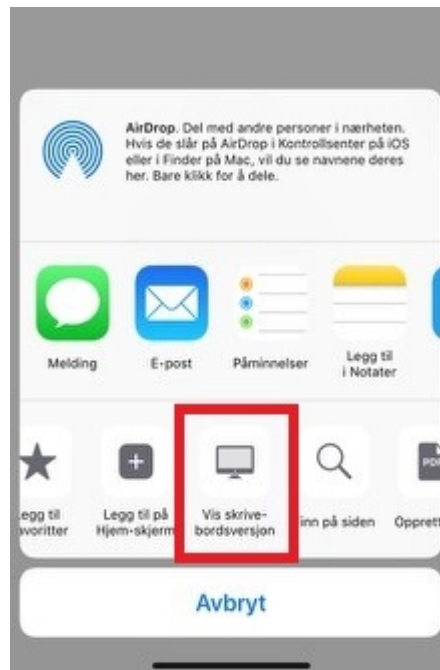 AirDrop. Del med andre personer i nærheten.
Hvis de slår på AirDrop i Kontrollsenter på iOS
eller i Finder på Mac, vil du se navnene deres
her. Bare klikk for å dele.
Melding
E-post
Påminnelser
Legg til
i Notater
egg til
voritter
Legg til på
Hjem-skjerm
Vis skrive-
bordsversjon
inn på siden
Opprett
PDF
Avbryt